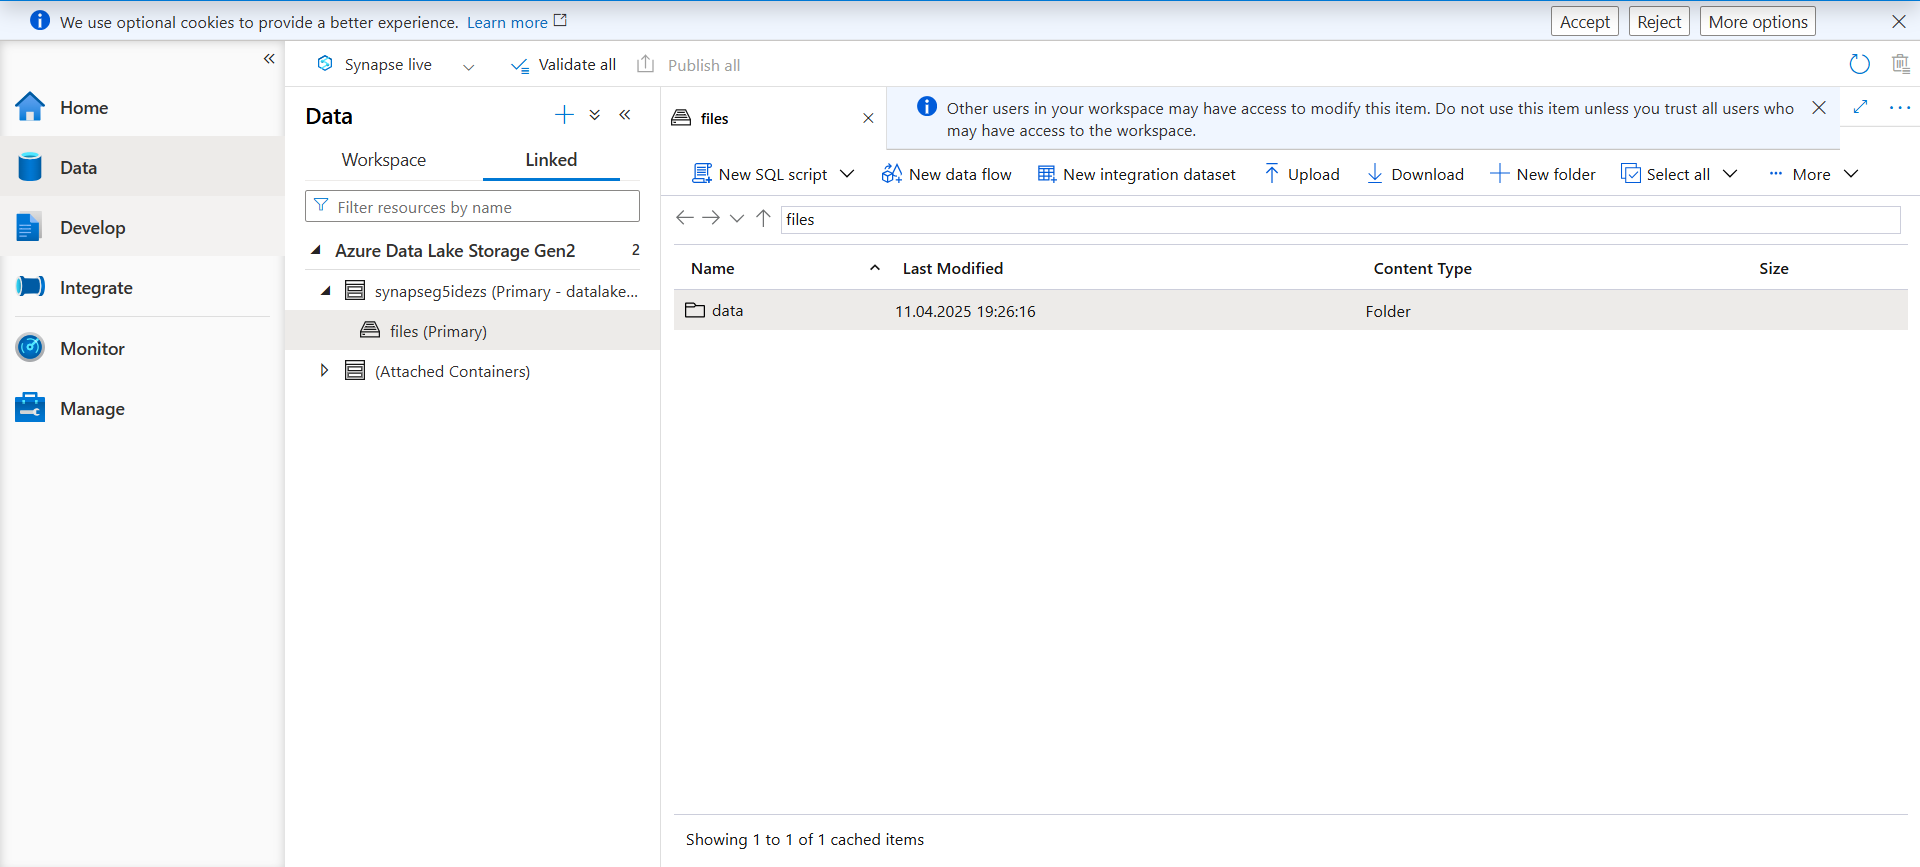 We use optional cookies to provide a better experience. Learn more
Accept
Reject
More options
Synapse live
Validate all
Publish all
Home
Data
Develop
Integrate
Monitor
Manage
Data
Workspace
Linked
Filter resources by name
Azure Data Lake Storage Gen2 2
synapseg5idezs (Primary - datalake...
files (Primary)
(Attached Containers)
files
Other users in your workspace may have access to modify this item. Do not use this item unless you trust all users who
may have access to the workspace.
New SQL script
New data flow
New integration dataset
Upload
Download
New folder
Select all
More
files
Name Last Modified Content Type Size
data 11.04.2025 19:26:16 Folder
Showing 1 to 1 of 1 cached items